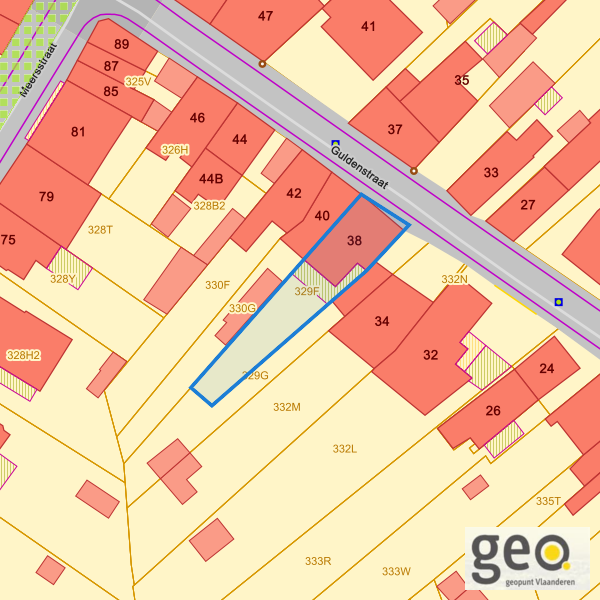 47
41
89
87
85
325V
Meersstraat
35
81
46
44
37
326H
Guldenstraat
44B
33
79
42
27
328B2
40
75
328T
38
328Y
330F
332N
329F
330G
34
328H2
32
24
329G
332M
26
332L
335T
333R
333W
geo.
geopunt Vlaanderen